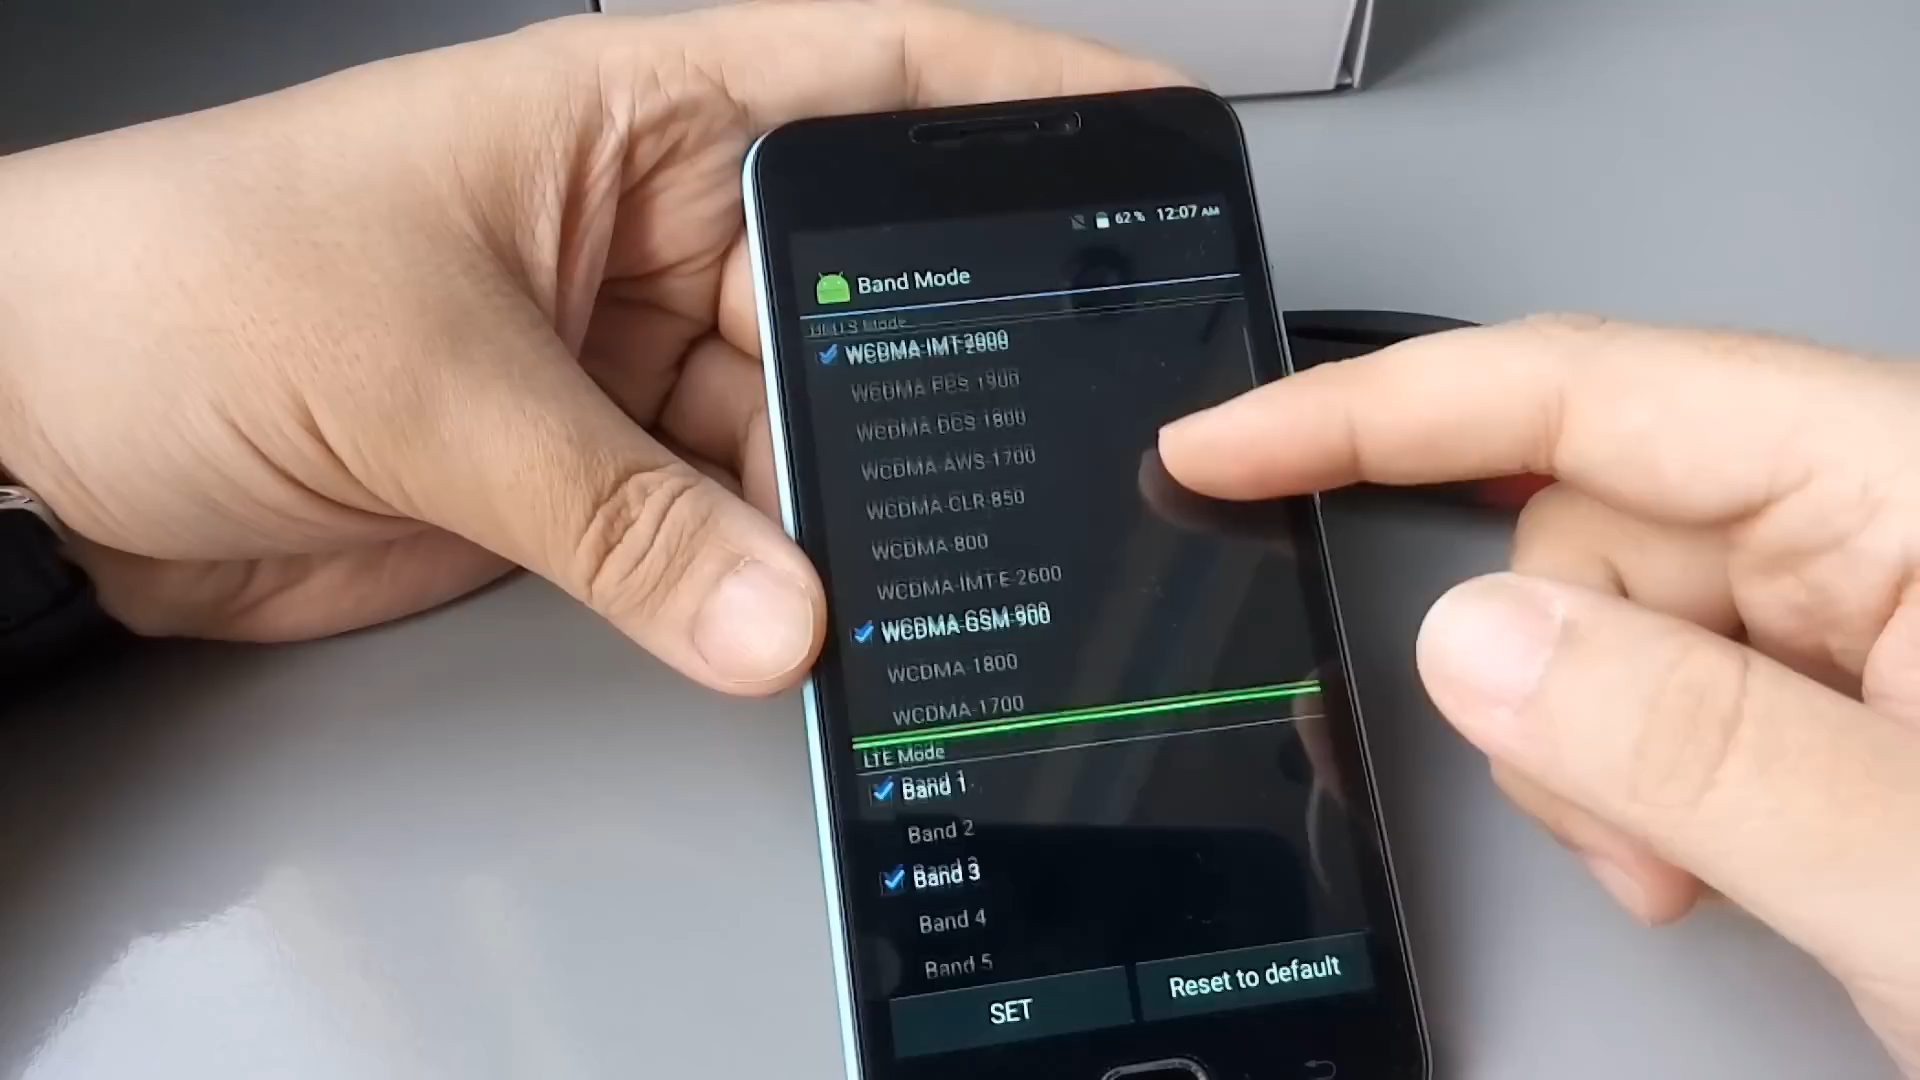 62 % 12:07 AM
Band Mode
UMTS Mode
WCDMA-IMT-2000
WCDMA-PCS-1900
WCDMA-DCS-1800
WCDMA-AWS-1700
WCDMA-CLR-850
WCDMA-800
WCDMA-IMT-E-2600
WCDMA-GSM-900
WCDMA-1800
WCDMA-1700
LTE Mode
Band 1
Band 2
Band 3
Band 4
Band 5
SET
Reset to default